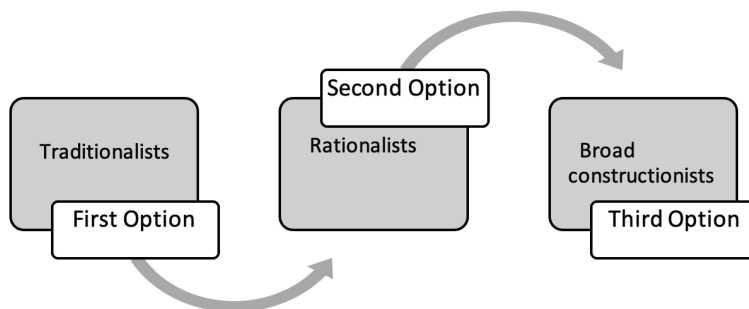 Traditionalists
First Option
Second Option
Rationalists
Broad
constructionists
Third Option